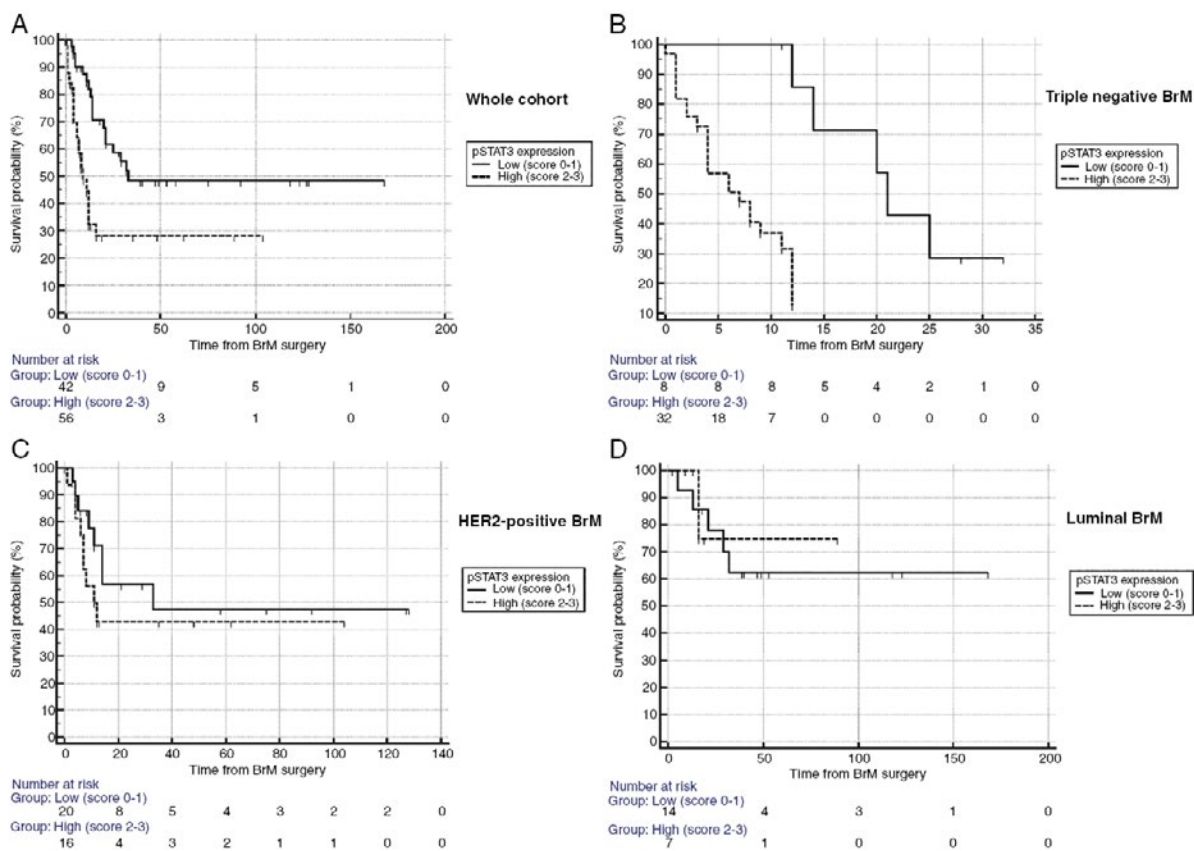 A
100
90
80
70
60
50
40
30
20
10
0
Survival probability (%)
0 50 100 150 200
Time from BrM surgery
Whole cohort
pSTAT3 expression
Low (score 0-1)
High (score 2-3)
Number at risk
Group: Low (score 0-1)
42 9 5 1 0
Group: High (score 2-3)
56 3 1 0 0
B
100
90
80
70
60
50
40
30
20
10
Survival probability (%)
0 5 10 15 20 25 30 35
Time from BrM surgery
Triple negative BrM
pSTAT3 expression
Low (score 0-1)
High (score 2-3)
Number at risk
Group: Low (score 0-1)
8 8 8 5 4 2 1 0
Group: High (score 2-3)
32 18 7 0 0 0 0 0
C
100
90
80
70
60
50
40
30
20
10
0
Survival probability (%)
0 20 40 60 80 100 120 140
Time from BrM surgery
HER2-positive BrM
pSTAT3 expression
Low (score 0-1)
High (score 2-3)
Number at risk
Group: Low (score 0-1)
20 8 5 4 3 2 2 0
Group: High (score 2-3)
16 4 3 2 1 1 0 0
D
100
90
80
70
60
50
40
30
20
10
0
Survival probability (%)
0 50 100 150 200
Time from BrM surgery
Luminal BrM
pSTAT3 expression
Low (score 0-1)
High (score 2-3)
Number at risk
Group: Low (score 0-1)
14 4 3 1 0
Group: High (score 2-3)
7 1 0 0 0